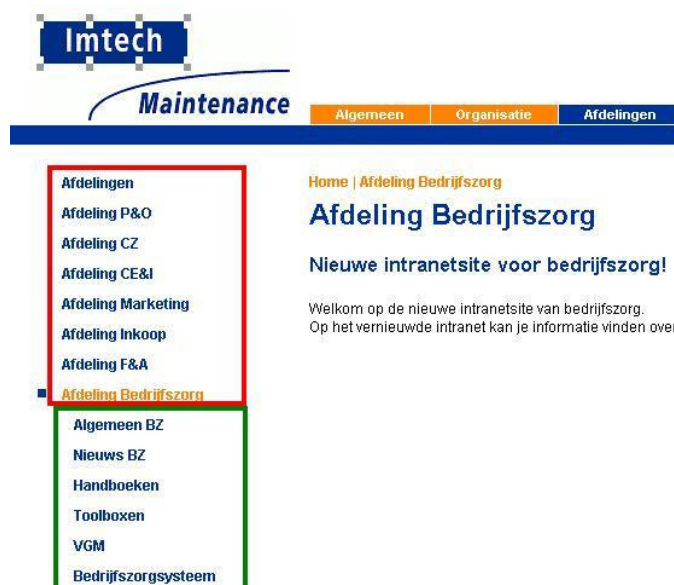 Imtech
Maintenance
Algemeen Organisatie Afdelingen
Afdelingen
Afdeling P&O
Afdeling CZ
Afdeling CE&I
Afdeling Marketing
Afdeling Inkoop
Afdeling F&A
Afdeling Bedrijfszorg
Algemeen BZ
Nieuws BZ
Handboeken
Toolboxen
VGM
Bedrijfszorgsysteem
Home | Afdeling Bedrijfszorg
Afdeling Bedrijfszorg
Nieuwe intranetsite voor bedrijfszorg!
Welkom op de nieuwe intranetsite van bedrijfszorg.
Op het vernieuwde intranet kan je informatie vinden over